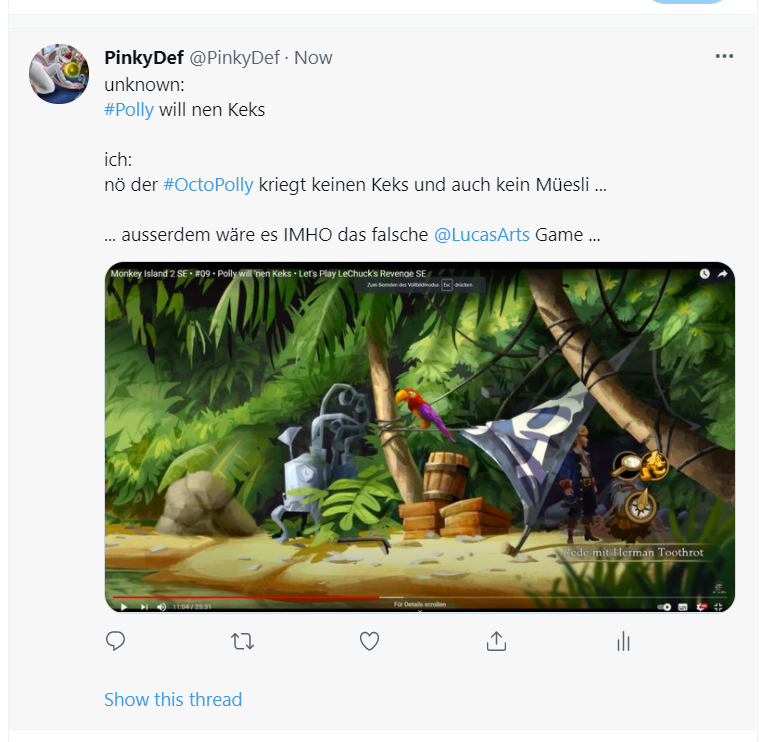 PinkyDef @PinkyDef · Now
unknown:
#Polly will nen Keks
ich:
nö der #OctoPolly kriegt keinen Keks und auch kein Müesli ...
... ausserdem wäre es IMHO das falsche @LucasArts Game ...
Monkey Island 2 SE • #09 • Polly will 'nen Keks • Let's Play LeChuck's Revenge SE
Zum Beenden des Vollbildmodus Esc drücken
Rede mit Herman Toothrot
11:04 / 25:31
Für Details scrollen
Show this thread